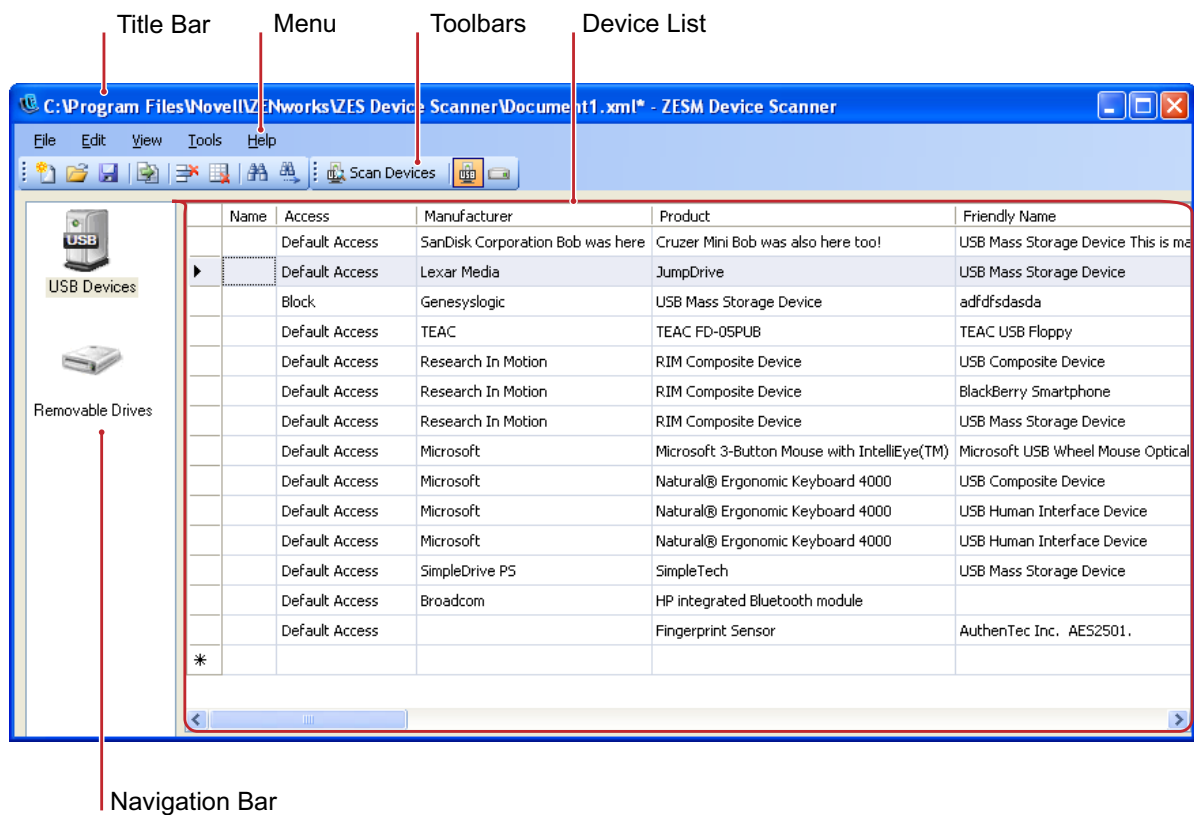 Title Bar Menu Toolbars Device List
C:\Program Files\Novell\ZENworks\ZES Device Scanner\Document1.xml* - ZESM Device Scanner
File Edit View Tools Help
Scan Devices
USB
Name Access Manufacturer Product Friendly Name
Default Access SanDisk Corporation Bob was here Cruzer Mini Bob was also here too! USB Mass Storage Device This is ma
Default Access Lexar Media JumpDrive USB Mass Storage Device
USB Devices
Block Genesyslogic USB Mass Storage Device adfdfsdasda
Default Access TEAC TEAC FD-05PUB TEAC USB Floppy
Default Access Research In Motion RIM Composite Device USB Composite Device
Default Access Research In Motion RIM Composite Device BlackBerry Smartphone
Removable Drives
Default Access Research In Motion RIM Composite Device USB Mass Storage Device
Default Access Microsoft Microsoft 3-Button Mouse with IntelliEye(TM) Microsoft USB Wheel Mouse Optical
Default Access Microsoft Natural® Ergonomic Keyboard 4000 USB Composite Device
Default Access Microsoft Natural® Ergonomic Keyboard 4000 USB Human Interface Device
Default Access Microsoft Natural® Ergonomic Keyboard 4000 USB Human Interface Device
Default Access SimpleDrive PS SimpleTech USB Mass Storage Device
Default Access Broadcom HP integrated Bluetooth module
Default Access Fingerprint Sensor AuthenTec Inc. AES2501.
Navigation Bar